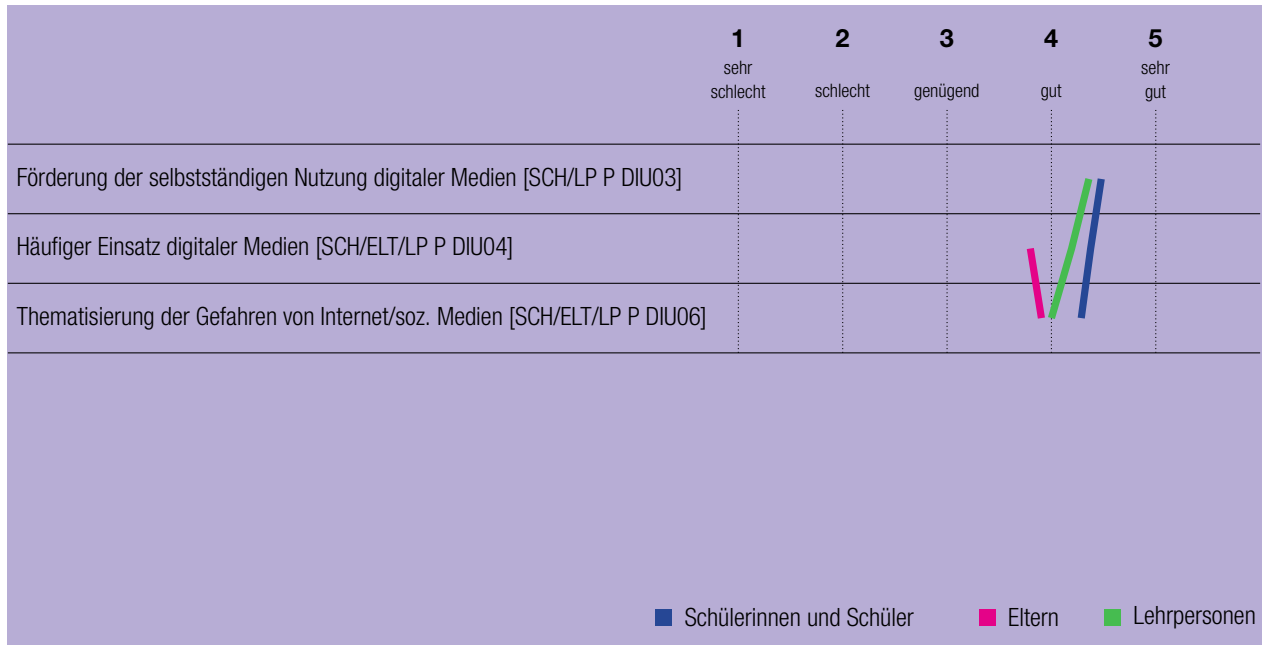 1 2 3 4 5
sehr schlecht schlecht genügend gut sehr gut
Förderung der selbstständigen Nutzung digitaler Medien [SCH/LP P DIU03]
Häufiger Einsatz digitaler Medien [SCH/ELT/LP P DIU04]
Thematisierung der Gefahren von Internet/soz. Medien [SCH/ELT/LP P DIU06]
Schülerinnen und Schüler Eltern Lehrpersonen